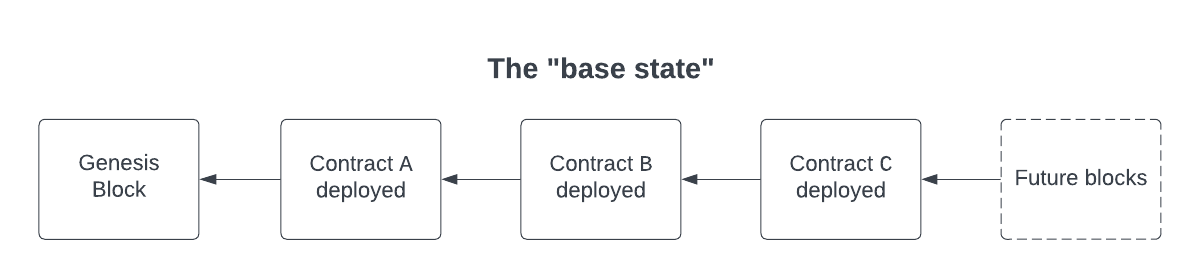 The "base state"
Genesis
Block
Contract A
deployed
Contract B
deployed
Contract C
deployed
Future blocks